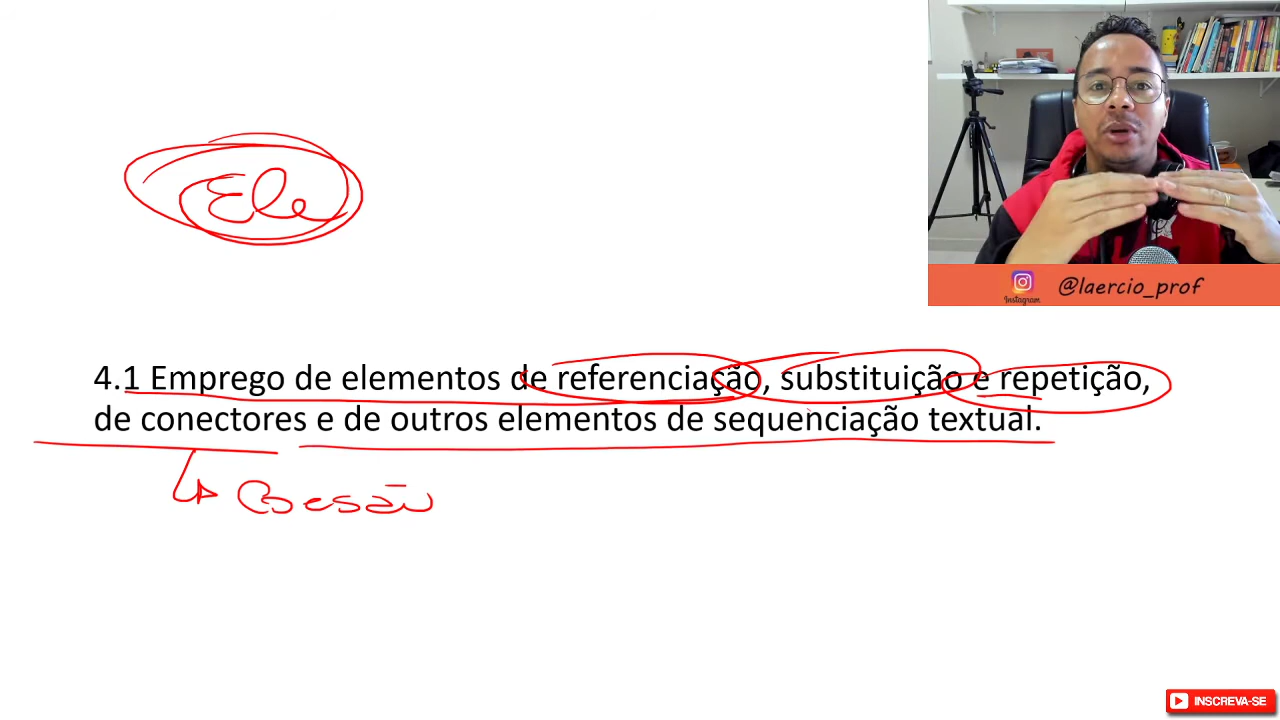 Ele
Instagram
@laercio_prof
4.1 Emprego de elementos de referenciação, substituição e repetição,
de conectores e de outros elementos de sequenciação textual.
Coesão
INSCREVA-SE